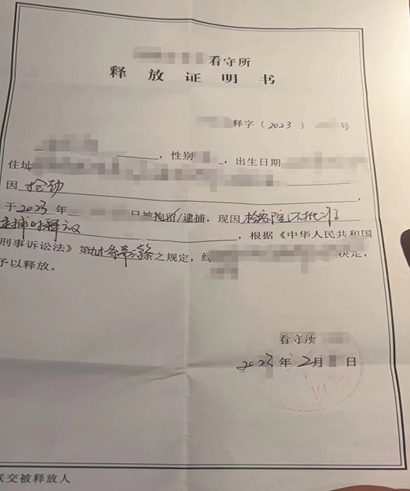 看守所
释放证明书
释字〔2023〕 号
，性别 ，出生日期
住址
因抢劫
于2023年 日被拘留/逮捕，现因检察院不批准
逮捕 ，根据《中华人民共和国
刑事诉讼法》第 条 之规定，经 决定，
予以释放。
看守所
2023年2月 日
联交被释放人